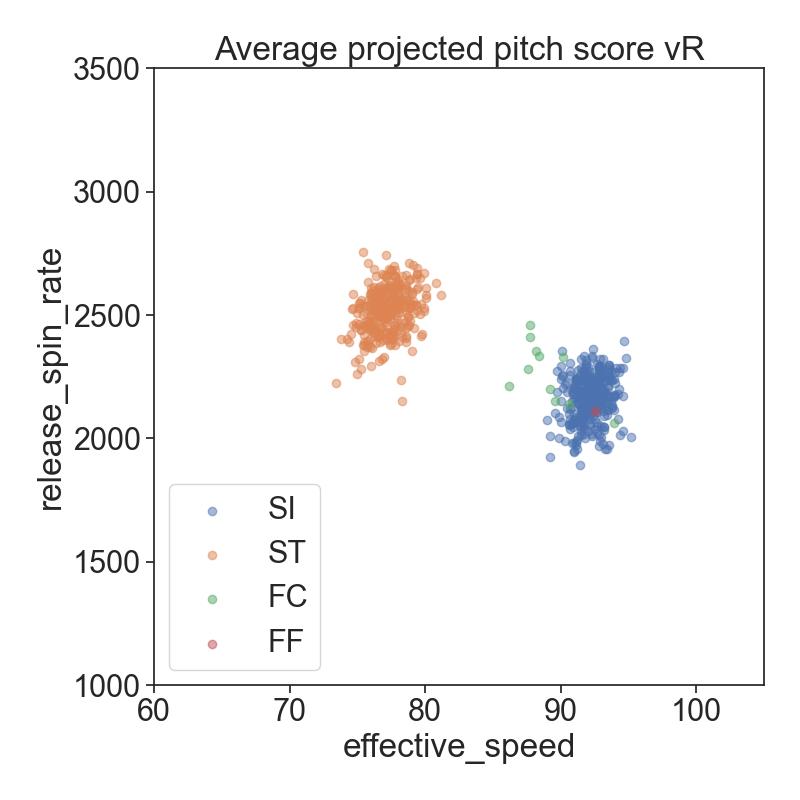 Average projected pitch score vR
3500
3000
2500
2000
1500
1000
release_spin_rate
SI
ST
FC
FF
60 70 80 90 100
effective_speed